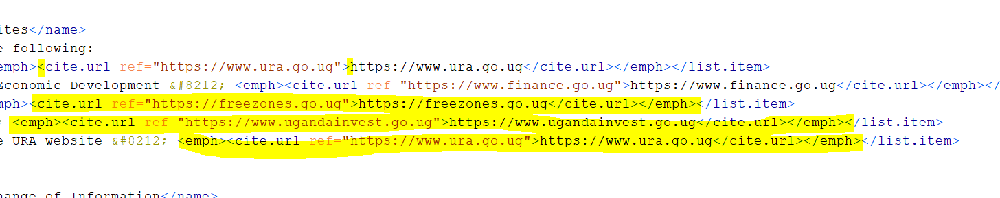 ites</name>
e following:
emph><cite.url ref="https://www.ura.go.ug">https://www.ura.go.ug</cite.url></emph></list.item>
Economic Development &#8212; <emph><cite.url ref="https://www.finance.go.ug">https://www.finance.go.ug</cite.url></emph></
mph><cite.url ref="https://freezones.go.ug">https://freezones.go.ug</cite.url></emph></list.item>
; <emph><cite.url ref="https://www.ugandainvest.go.ug">https://www.ugandainvest.go.ug</cite.url></emph></list.item>
e URA website &#8212; <emph><cite.url ref="https://www.ura.go.ug">https://www.ura.go.ug</cite.url></emph></list.item>
hange of Information</name>